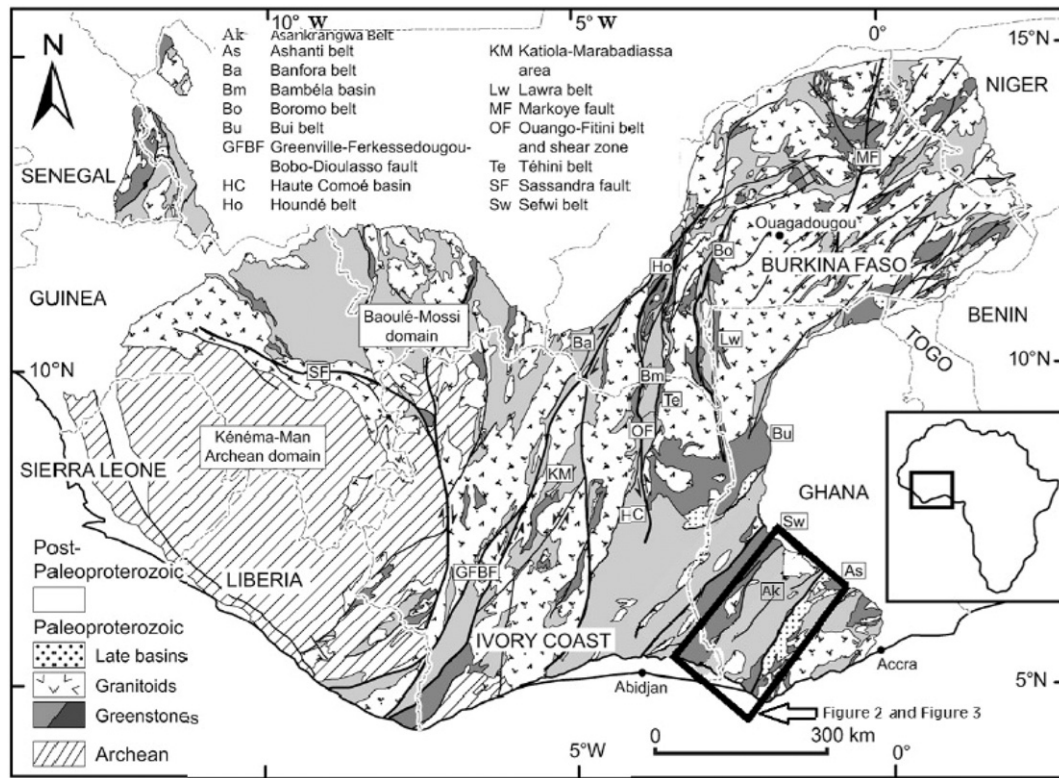 10° W
5° W
0°
15°N
N
Ak Asankrangwa Belt
As Ashanti belt
Ba Banfora belt
Bm Bambéla basin
Bo Boromo belt
Bu Bui belt
GFBF Greenville-Ferkessedougou-
Bobo-Dioulasso fault
HC Haute Comoé basin
Ho Houndé belt
KM Katiola-Marabadiassa
area
Lw Lawra belt
MF Markoye fault
OF Ouango-Fitini belt
and shear zone
Te Téhini belt
SF Sassandra fault
Sw Sefwi belt
NIGER
MF
SENEGAL
Ouagadougou
Bo
Ho
BURKINA FASO
GUINEA
Baoulé-Mossi
domain
BENIN
TOGO
Ba
Lw
10°N
10°N
SF
Bm
Te
Kénéma-Man
Archean domain
OF
Bu
SIERRA LEONE
KM
GHANA
HC
Sw
Post-
Paleoproterozoic
LIBERIA
GFBF
As
Ak
Paleoproterozoic
Late basins
IVORY COAST
Granitoids
Accra
Abidjan
5°N
5°N
Greenstones
s
Figure 2 and Figure 3
300 km
0
Archean
5°W
0°